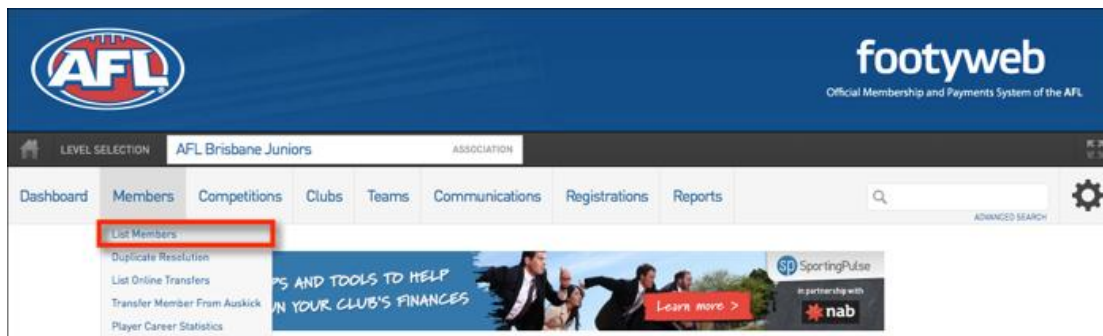 AFL
footyweb
Official Membership and Payments System of the AFL
LEVEL SELECTION AFL Brisbane Juniors ASSOCIATION
Dashboard Members Competitions Clubs Teams Communications Registrations Reports
ADVANCED SEARCH
List Members
Duplicate Resolution
List Online Transfers
Transfer Member From Auskick
Player Career Statistics
PS AND TOOLS TO HELP
N YOUR CLUB'S FINANCES
Learn more >
sp SportingPulse
in partnership with
nab